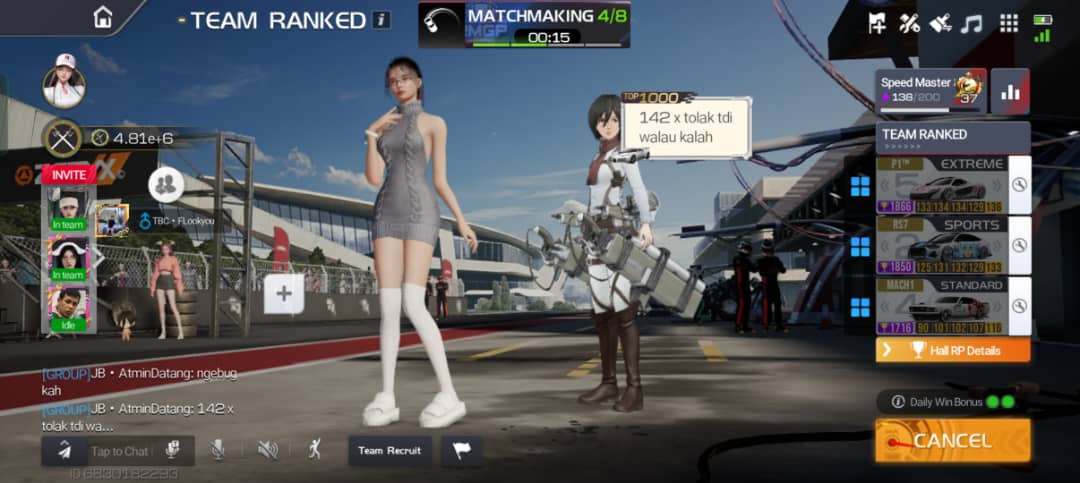 TEAM RANKED i
MATCHMAKING 4/8
00:15
Speed Master
136/200
37
4.81e+6
TOP1000
142 x tolak tdi
walau kalah
TEAM RANKED
INVITE
In team
TBC • FLookyou
In team
Idle
P1™ EXTREME
1866 133 134 134 129 136
RS7 SPORTS
1850 125 131 132 129 133
MACH1 STANDARD
1716 90 101 102 107 116
Hall RP Details
[GROUP]JB • AtminDatang: ngebug
kah
[GROUP]JB • AtminDatang: 142 x
tolak tdi wa...
Daily Win Bonus
Tap to Chat
Team Recruit
CANCEL
ID:6830182293